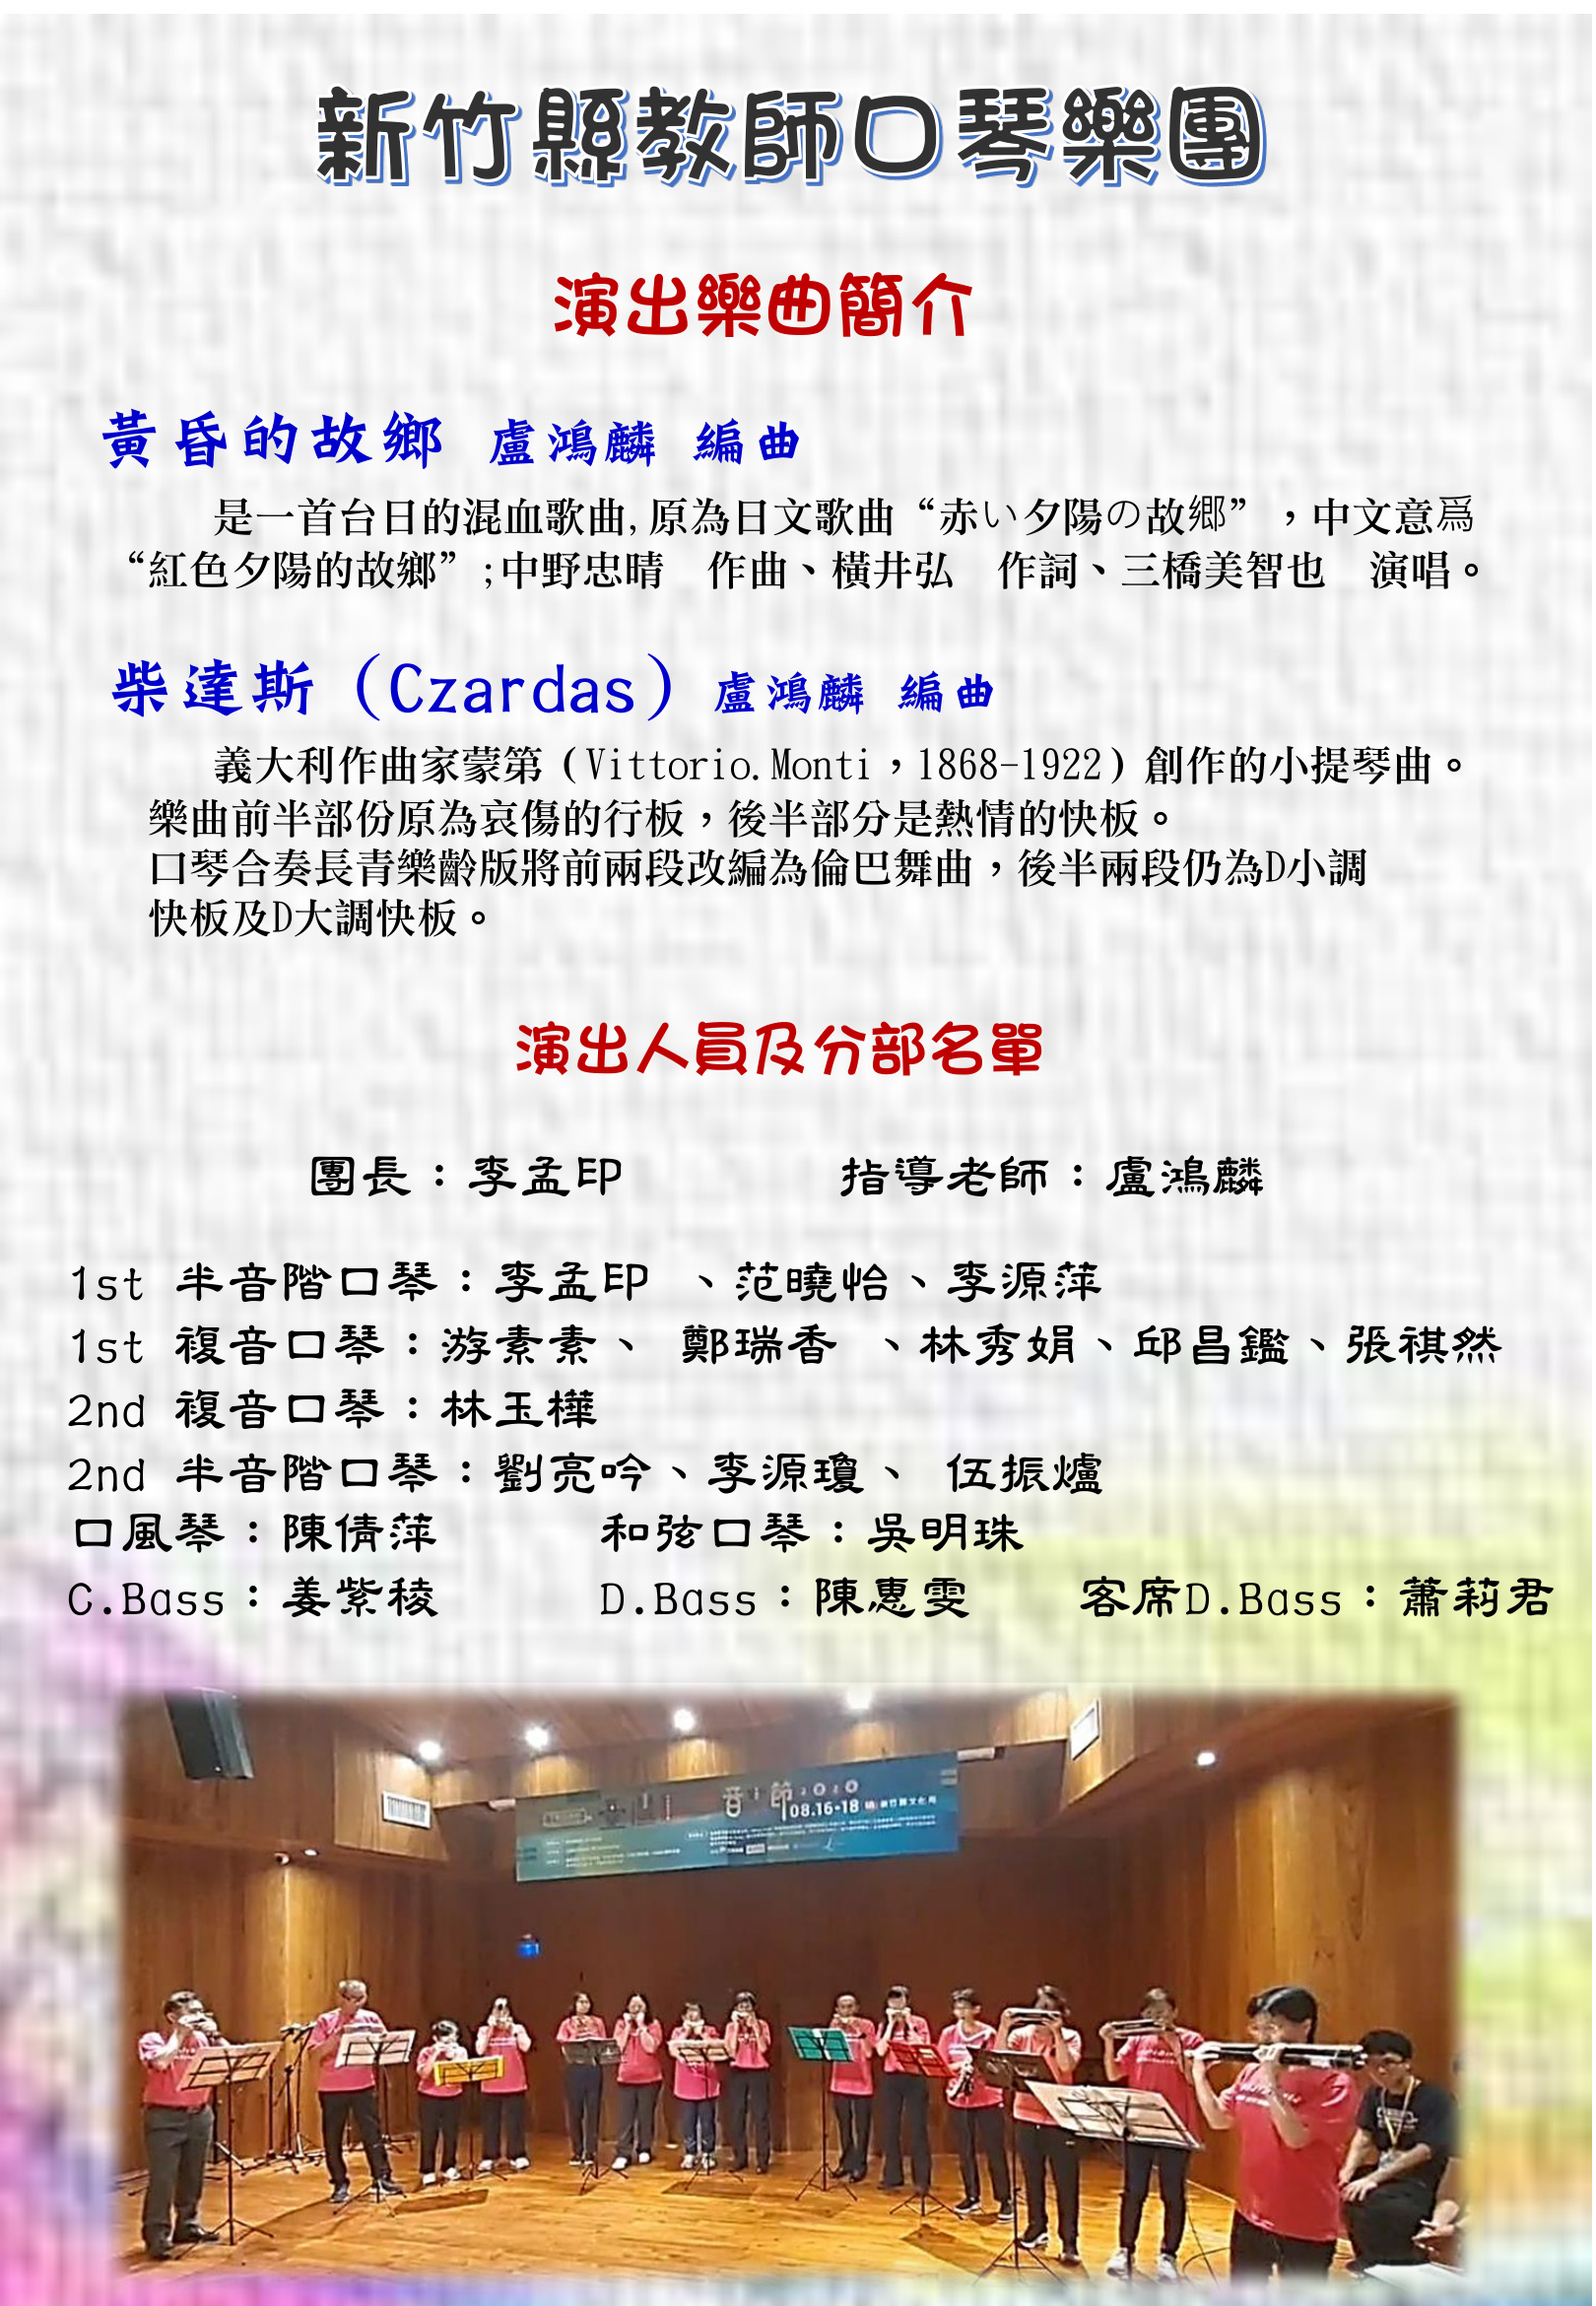 新竹縣教師口琴樂團
演出樂曲簡介
黃昏的故鄉 盧鴻麟 編曲
是一首台日的混血歌曲,原為日文歌曲“赤い夕陽の故郷”，中文意爲
“紅色夕陽的故鄉”;中野忠晴　作曲、橫井弘　作詞、三橋美智也　演唱。
柴達斯（Czardas）盧鴻麟 編曲
義大利作曲家蒙第（Vittorio.Monti，1868-1922）創作的小提琴曲。
樂曲前半部份原為哀傷的行板，後半部分是熱情的快板。
口琴合奏長青樂齡版將前兩段改編為倫巴舞曲，後半兩段仍為D小調
快板及D大調快板。
演出人員及分部名單
團長：李孟印　　　　指導老師：盧鴻麟
1st 半音階口琴：李孟印 、范曉怡、李源萍
1st 複音口琴：游素素、 鄭瑞香 、林秀娟、邱昌鑑、張祺然
2nd 複音口琴：林玉樺
2nd 半音階口琴：劉亮吟、李源瓊、 伍振爐
口風琴：陳倩萍　　　和弦口琴：吳明珠
C.Bass：姜紫稜　　　D.Bass：陳惠雯　　客席D.Bass：蕭莉君
音 節2020
08.16-18 新竹縣文化局